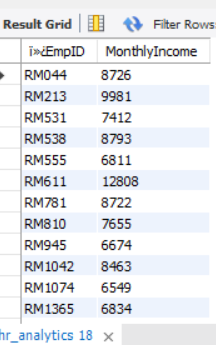 Result Grid Filter Rows:
ï»¿EmpID MonthlyIncome
RM044 8726
RM213 9981
RM531 7412
RM538 8793
RM555 6811
RM611 12808
RM781 8722
RM810 7655
RM945 6674
RM1042 8463
RM1074 6549
RM1365 6834
hr_analytics 18 ×